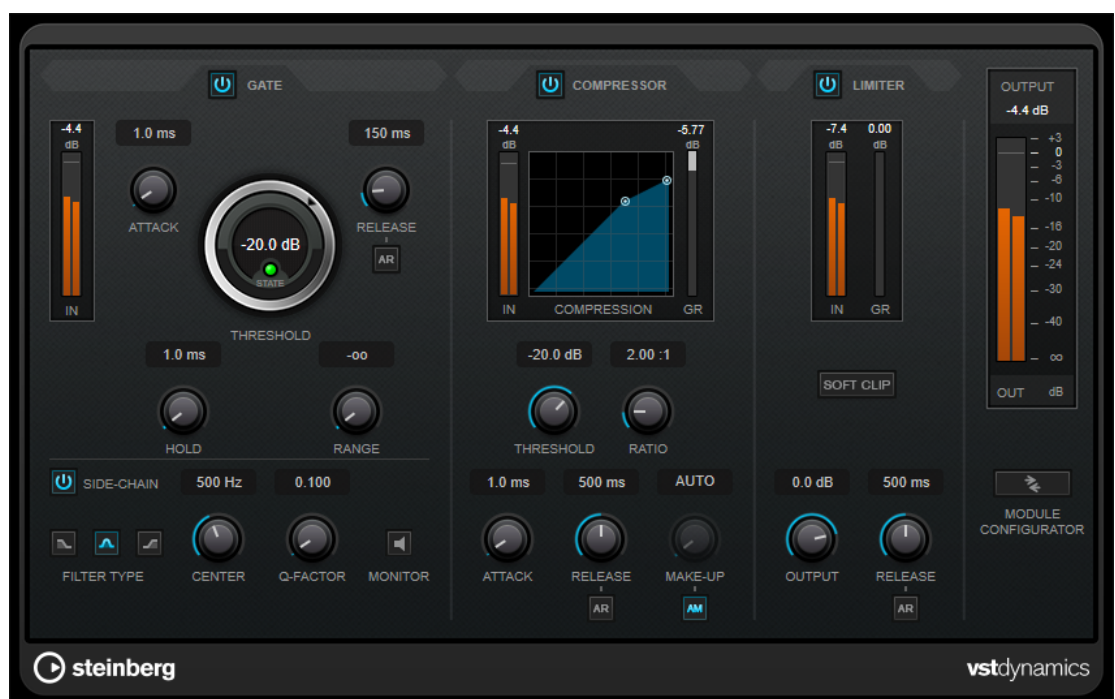 GATE
COMPRESSOR
LIMITER
OUTPUT
-4.4 dB
-4.4
dB
1.0 ms
150 ms
-4.4
dB
-5.77
dB
-7.4
dB
0.00
dB
+3
0
-3
-6
-10
-16
-20
-24
-30
-40
∞
OUT dB
ATTACK
RELEASE
AR
-20.0 dB
STATE
THRESHOLD
IN
IN
COMPRESSION
GR
IN
GR
1.0 ms
-oo
-20.0 dB
2.00 :1
SOFT CLIP
HOLD
RANGE
THRESHOLD
RATIO
SIDE-CHAIN
500 Hz
0.100
1.0 ms
500 ms
AUTO
0.0 dB
500 ms
MODULE
CONFIGURATOR
FILTER TYPE
CENTER
Q-FACTOR
MONITOR
ATTACK
RELEASE
MAKE-UP
OUTPUT
RELEASE
AR
AM
AR
steinberg
vstdynamics